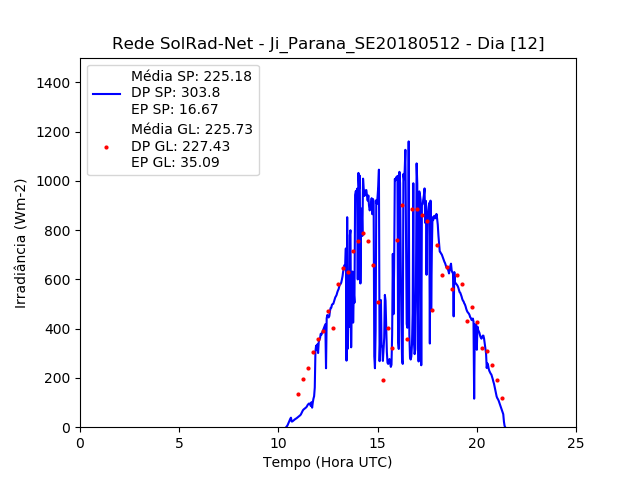 Rede SolRad-Net - Ji_Parana_SE20180512 - Dia [12]
Média SP: 225.18
DP SP: 303.8
EP SP: 16.67
Média GL: 225.73
DP GL: 227.43
EP GL: 35.09
1400
1200
1000
800
600
400
200
0
Irradiância (Wm-2)
0 5 10 15 20 25
Tempo (Hora UTC)